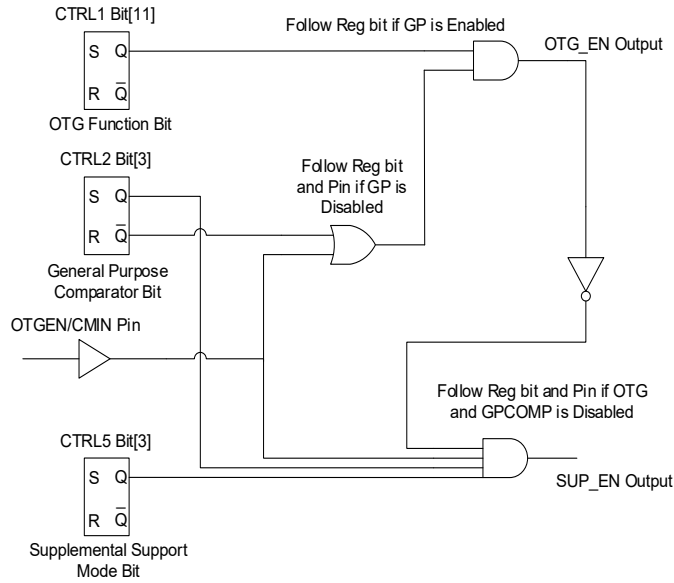 CTRL1 Bit[11]
Follow Reg bit if GP is Enabled
OTG_EN Output
S Q
R Q̅
OTG Function Bit
CTRL2 Bit[3]
Follow Reg bit
and Pin if GP is
Disabled
S Q
R Q̅
General Purpose
Comparator Bit
OTGEN/CMIN Pin
Follow Reg bit and Pin if OTG
and GPCOMP is Disabled
CTRL5 Bit[3]
S Q
R Q̅
SUP_EN Output
Supplemental Support
Mode Bit